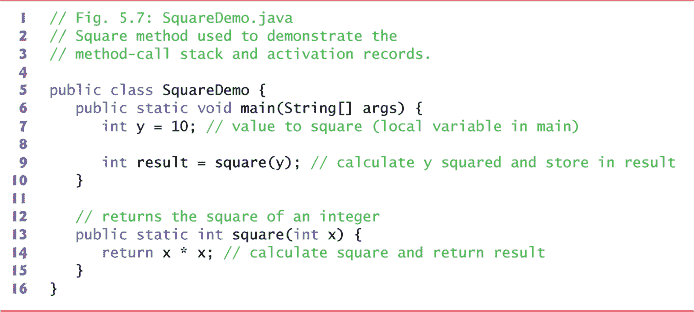 1 // Fig. 5.7: SquareDemo.java
2 // Square method used to demonstrate the
3 // method-call stack and activation records.
4
5 public class SquareDemo {
6 public static void main(String[] args) {
7 int y = 10; // value to square (local variable in main)
8
9 int result = square(y); // calculate y squared and store in result
10 }
11
12 // returns the square of an integer
13 public static int square(int x) {
14 return x * x; // calculate square and return result
15 }
16 }